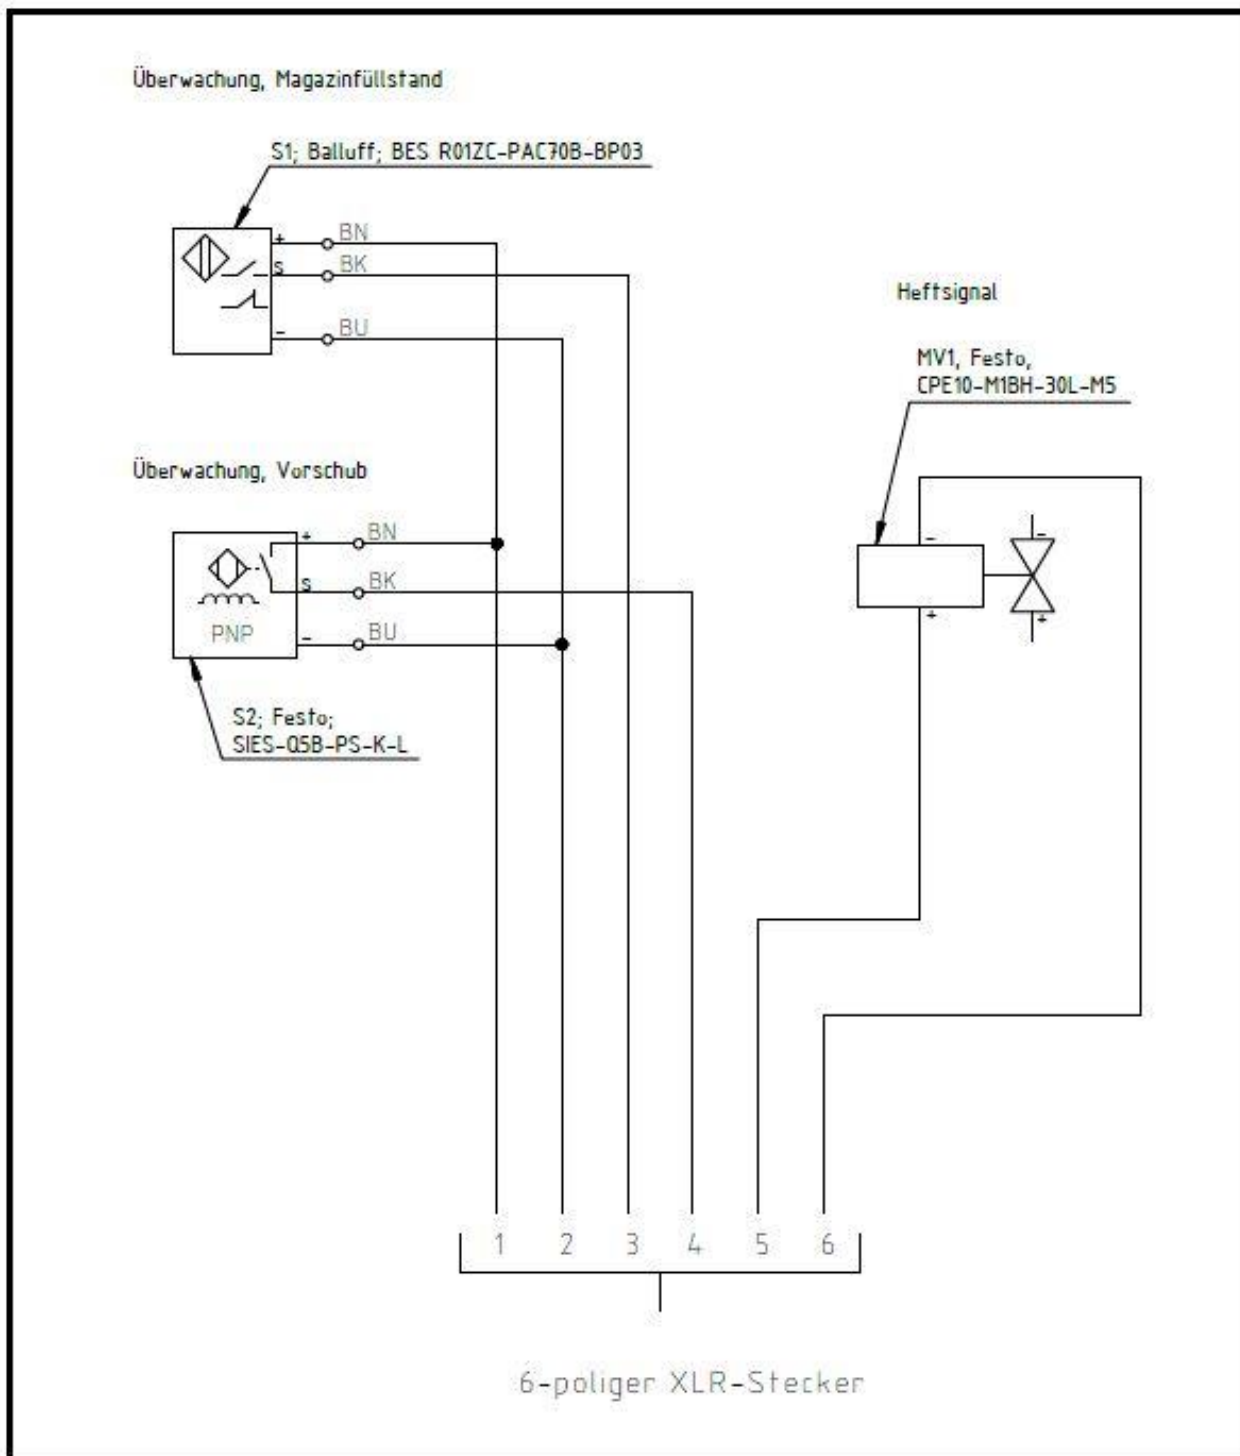 Überwachung, Magazinfüllstand
S1; Balluff; BES R01ZC-PAC70B-BP03
+ BN
S BK
- BU
Heftsignal
MV1, Festo,
CPE10-M1BH-30L-M5
Überwachung, Vorschub
+ BN
S BK
PNP
- BU
S2; Festo;
SIES-Q5B-PS-K-L
-
-
+
+
1 2 3 4 5 6
6-poliger XLR-Stecker